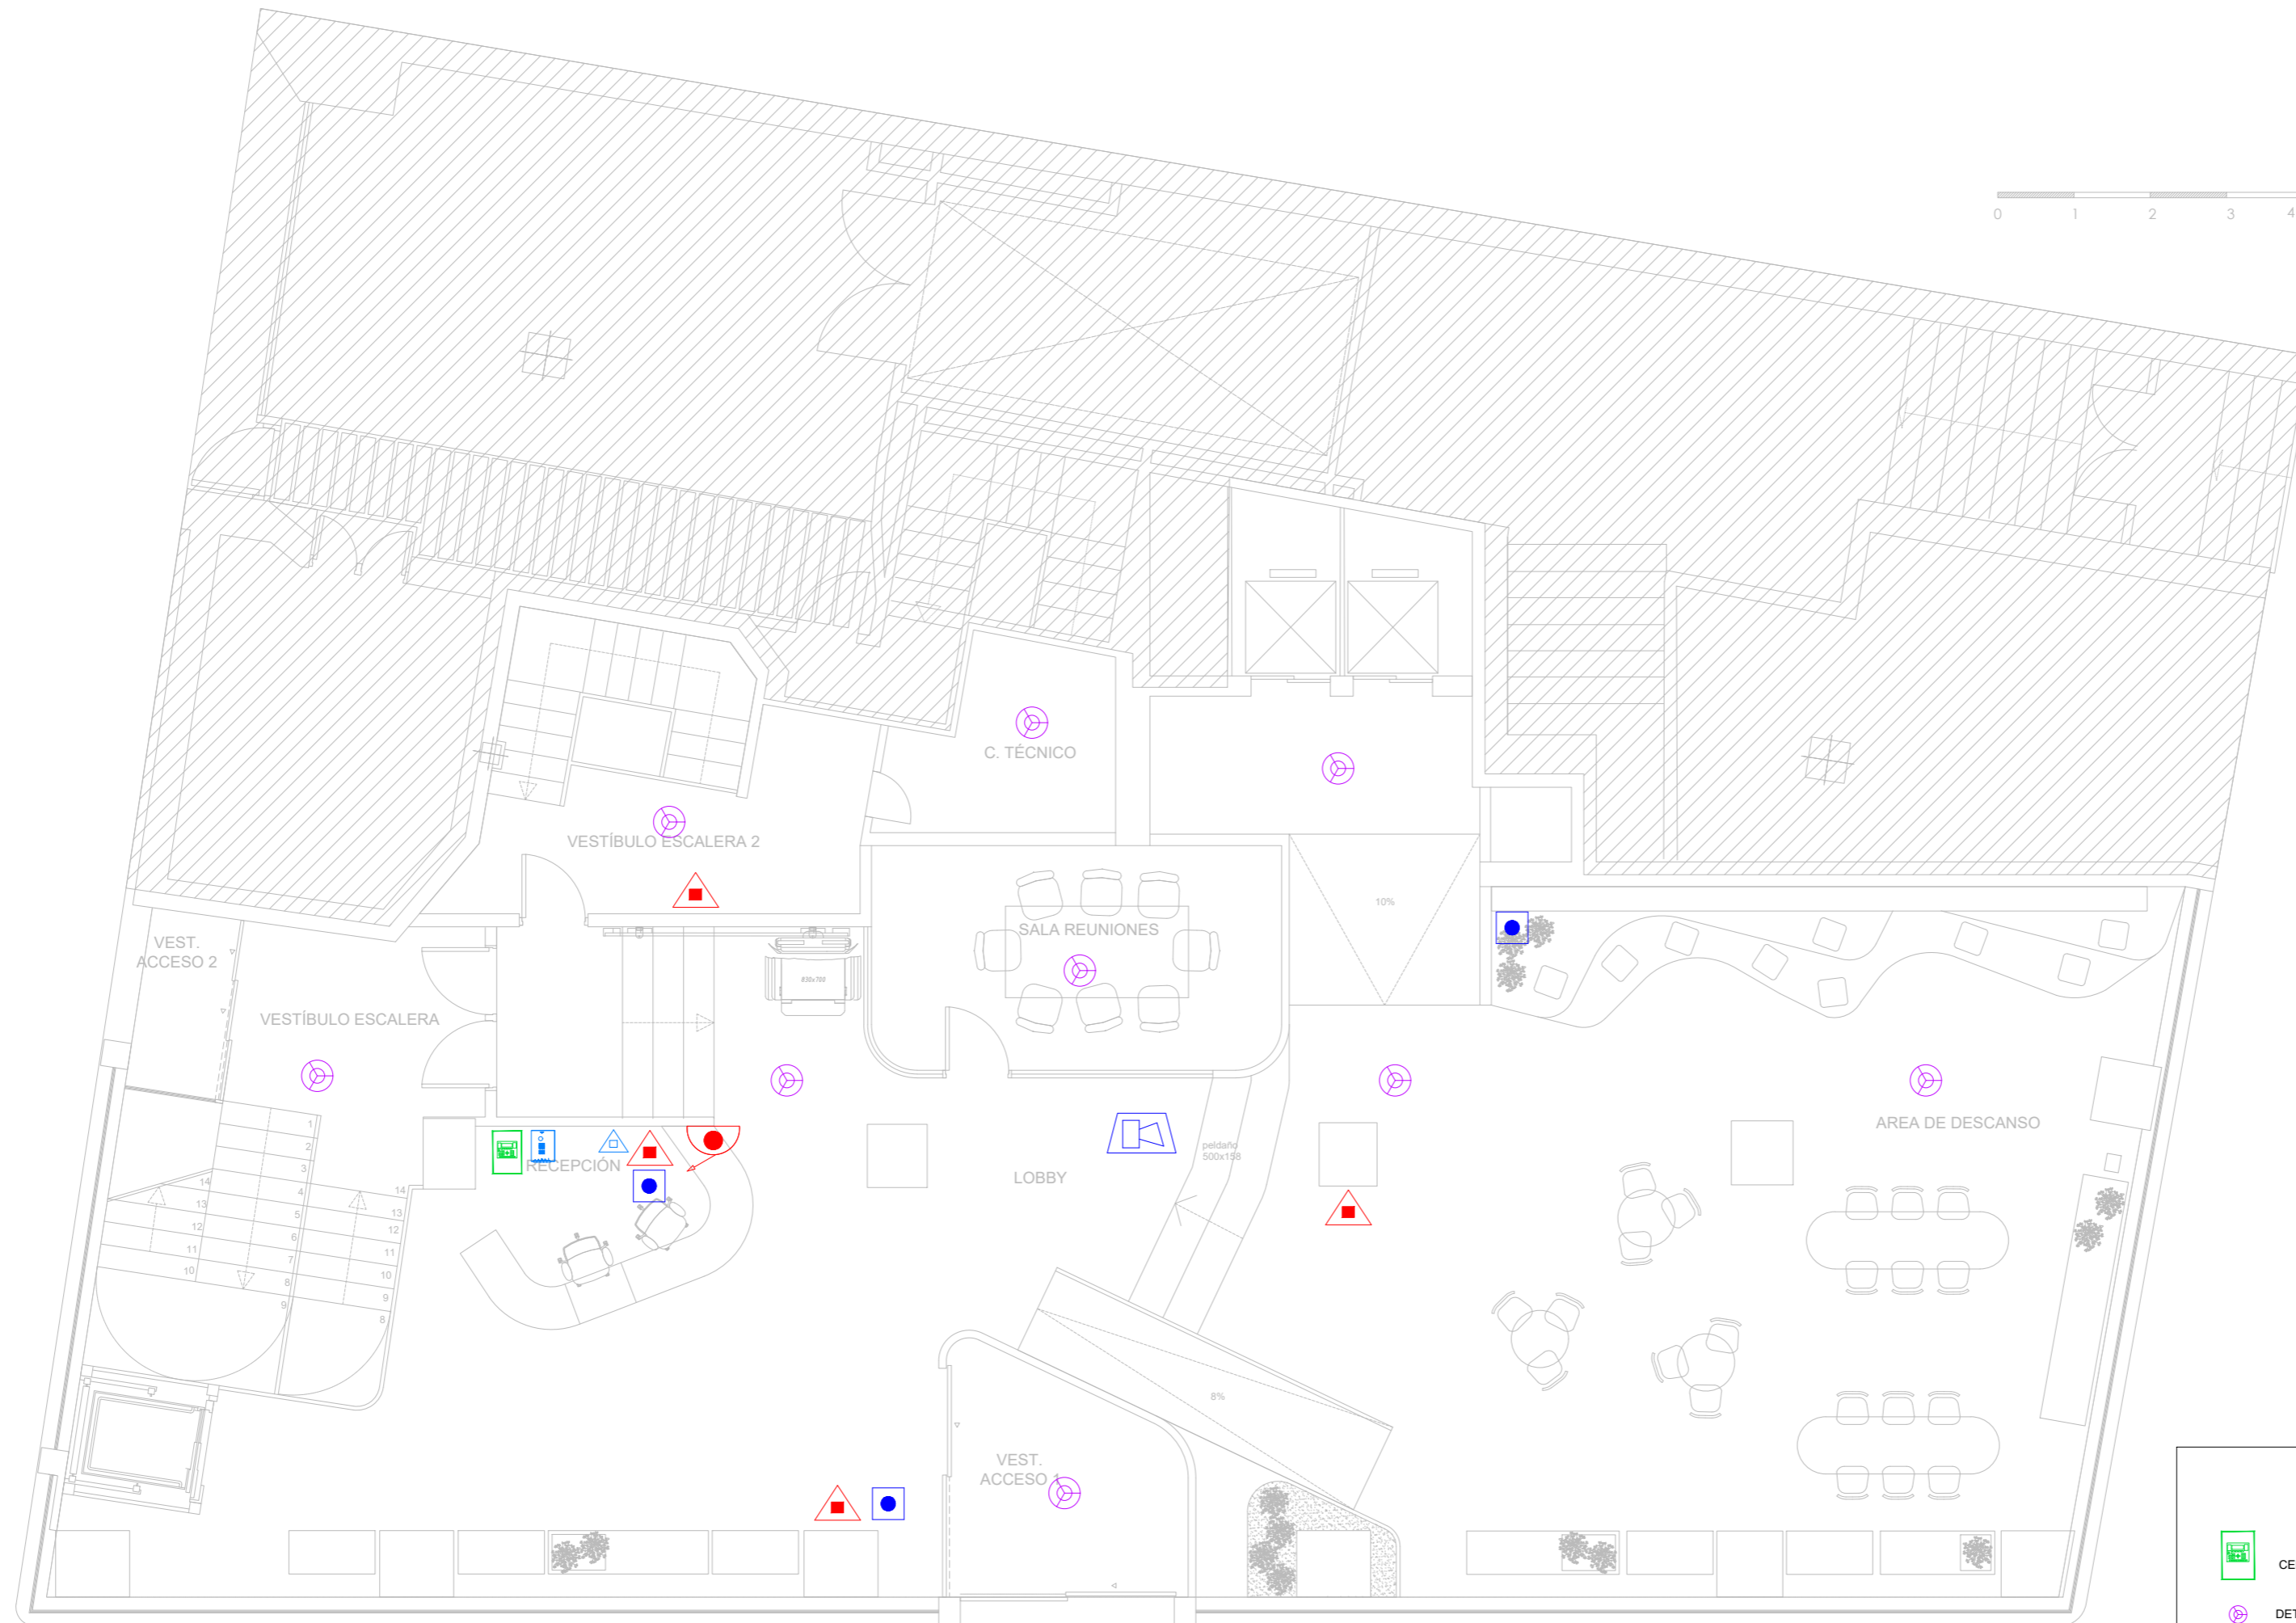 0 1 2 3 4
C. TÉCNICO
VESTÍBULO ESCALERA 2
10%
SALA REUNIONES
VEST.
ACCESO 2
830x700
VESTÍBULO ESCALERA
AREA DE DESCANSO
1
2
3
4
5
6
7
8
9
14
13
12
11
10
14
13
12
11
10
9
8
RECEPCIÓN
peldaño
500x158
LOBBY
8%
VEST.
ACCESO 1
CE
DET